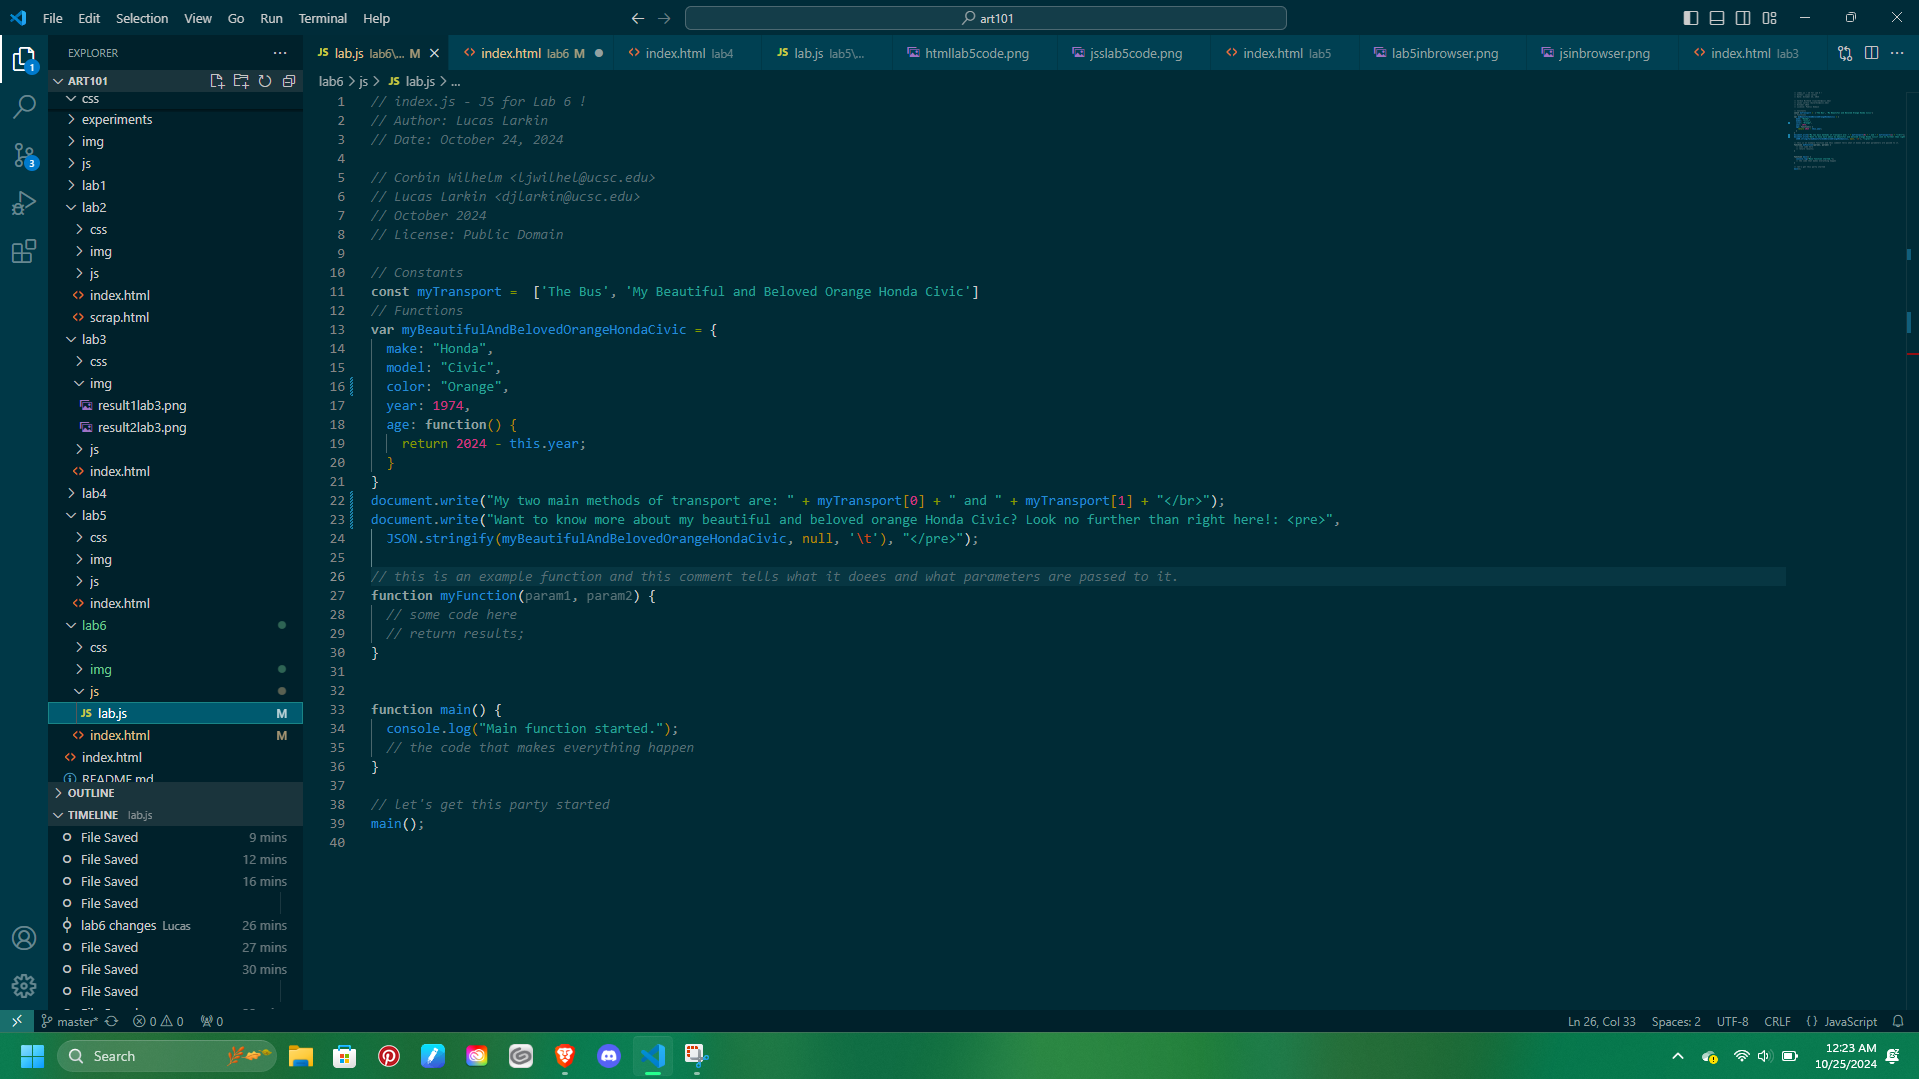 File Edit Selection View Go Run Terminal Help
art101
EXPLORER
ART101
css
experiments
img
js
lab1
lab2
css
img
js
index.html
scrap.html
lab3
css
img
result1lab3.png
result2lab3.png
js
index.html
lab4
lab5
css
img
js
index.html
lab6
css
img
js
JS lab.js M
index.html M
index.html
README.md
OUTLINE
TIMELINE lab.js
File Saved 9 mins
File Saved 12 mins
File Saved 16 mins
File Saved
lab6 changes Lucas 26 mins
File Saved 27 mins
File Saved 30 mins
File Saved
JS lab.js lab6\... M index.html lab6 M index.html lab4 JS lab.js lab5\... htmllab5code.png jsslab5code.png index.html lab5 lab5inbrowser.png jsinbrowser.png index.html lab3
lab6 > js > JS lab.js > ...
1 // index.js - JS for Lab 6 !
2 // Author: Lucas Larkin
3 // Date: October 24, 2024
4
5 // Corbin Wilhelm <ljwilhel@ucsc.edu>
6 // Lucas Larkin <djlarkin@ucsc.edu>
7 // October 2024
8 // License: Public Domain
9
10 // Constants
11 const myTransport =  ['The Bus', 'My Beautiful and Beloved Orange Honda Civic']
12 // Functions
13 var myBeautifulAndBelovedOrangeHondaCivic = {
14 make: "Honda",
15 model: "Civic",
16 color: "Orange",
17 year: 1974,
18 age: function() {
19 return 2024 - this.year;
20 }
21 }
22 document.write("My two main methods of transport are: " + myTransport[0] + " and " + myTransport[1] + "</br>");
23 document.write("Want to know more about my beautiful and beloved orange Honda Civic? Look no further than right here!: <pre>",
24 JSON.stringify(myBeautifulAndBelovedOrangeHondaCivic, null, '\t'), "</pre>");
25
26 // this is an example function and this comment tells what it doees and what parameters are passed to it.
27 function myFunction(param1, param2) {
28 // some code here
29 // return results;
30 }
31
32
33 function main() {
34 console.log("Main function started.");
35 // the code that makes everything happen
36 }
37
38 // let's get this party started
39 main();
40
master* 0 0 0
Ln 26, Col 33 Spaces: 2 UTF-8 CRLF {} JavaScript
Search
12:23 AM
10/25/2024